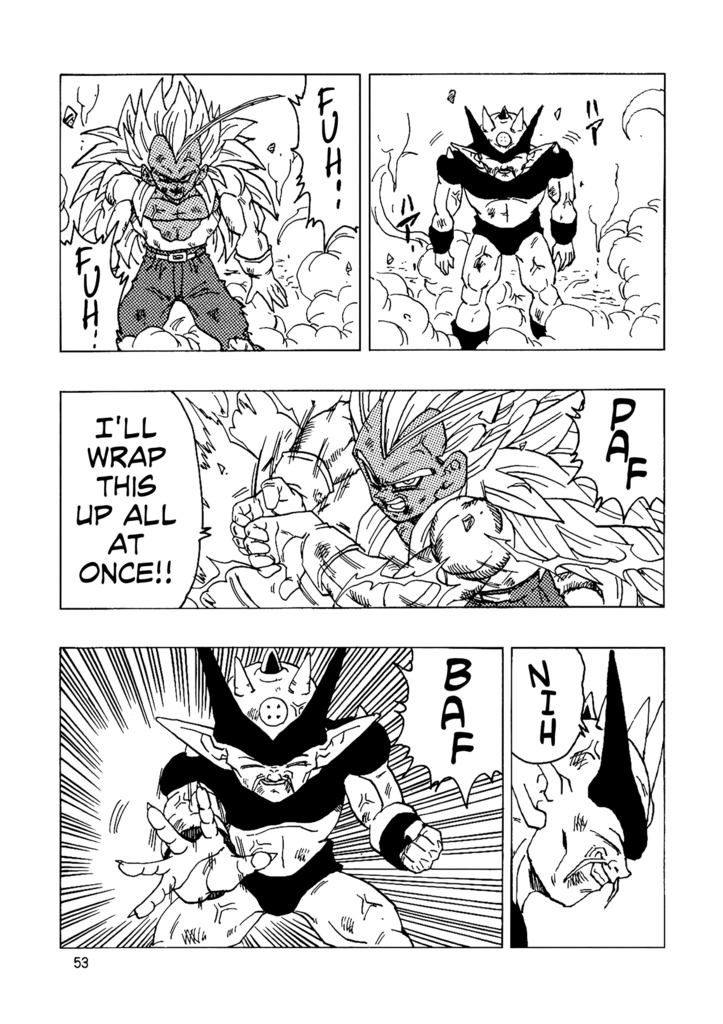 ハァ
ハァ
FUH!
FUH!
PAF
I'LL
WRAP
THIS
UP ALL
AT
ONCE!!
NIH
BAF
53